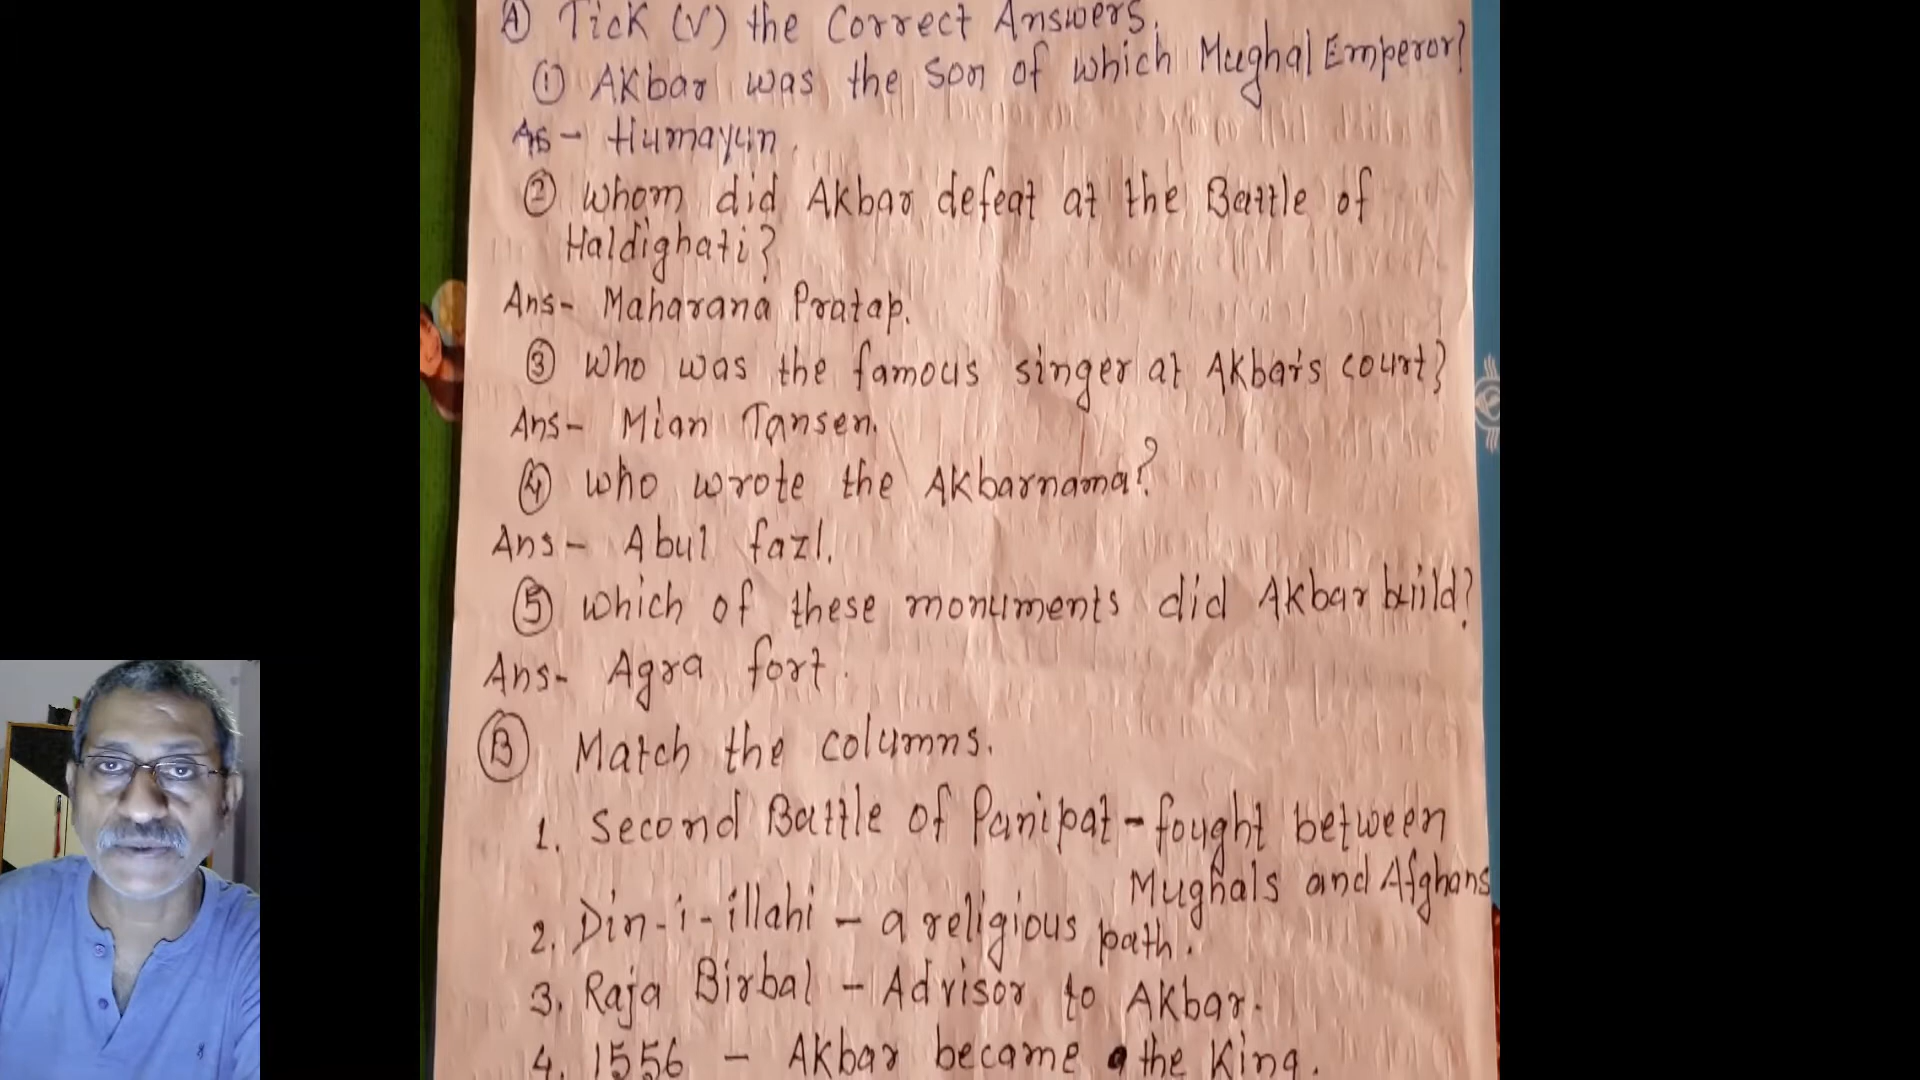 A Tick (√) the Correct Answers.
① Akbar was the son of which Mughal Emperor?
As - Humayun.
② whom did Akbar defeat at the Battle of
Haldighati?
Ans- Maharana Pratap.
③ Who was the famous singer at Akbar's court?
Ans- Mian Tansen.
④ who wrote the Akbarnama?
Ans- Abul fazl.
⑤ which of these monuments did Akbar build?
Ans- Agra fort.
B Match the columns.
1. Second Battle of Panipat - fought between
Mughals and Afghans
2. Din-i-illahi - a religious path.
3. Raja Birbal - Advisor to Akbar.
4. 1556 - Akbar became the King.